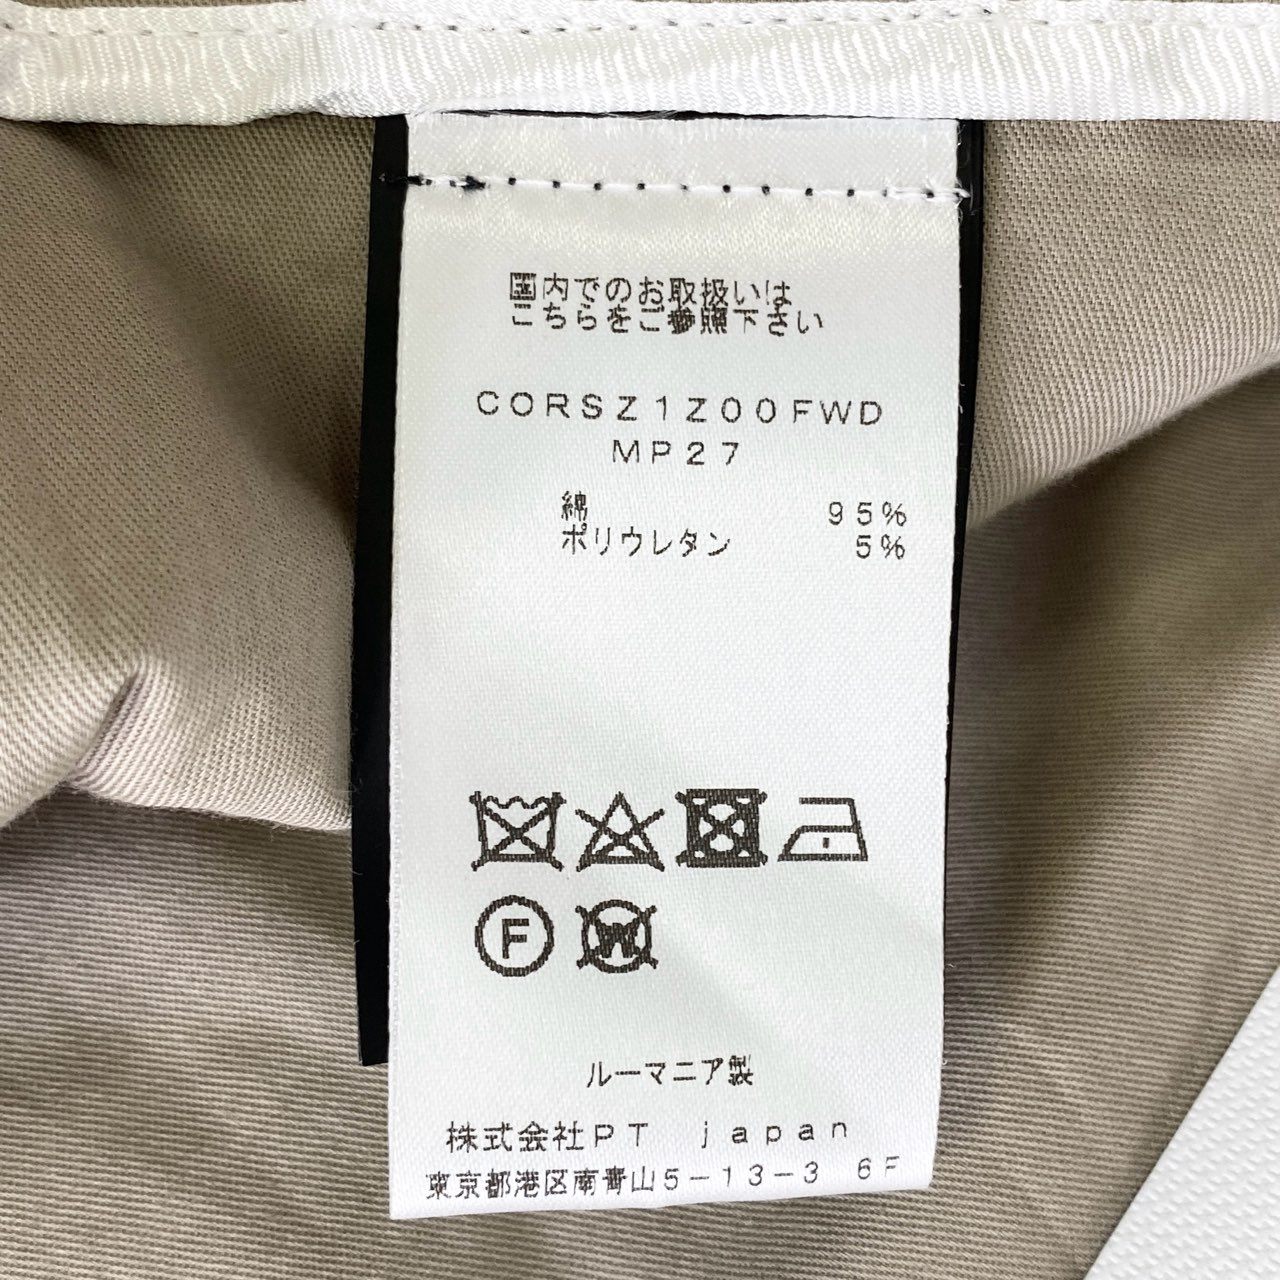 国内でのお取扱いは
こちらをご参照下さい
CORSZ1Z00FWD
MP27
綿 95%
ポリウレタン 5%
F
W
ルーマニア製
株式会社PT japan
東京都港区南青山5-13-3 6F